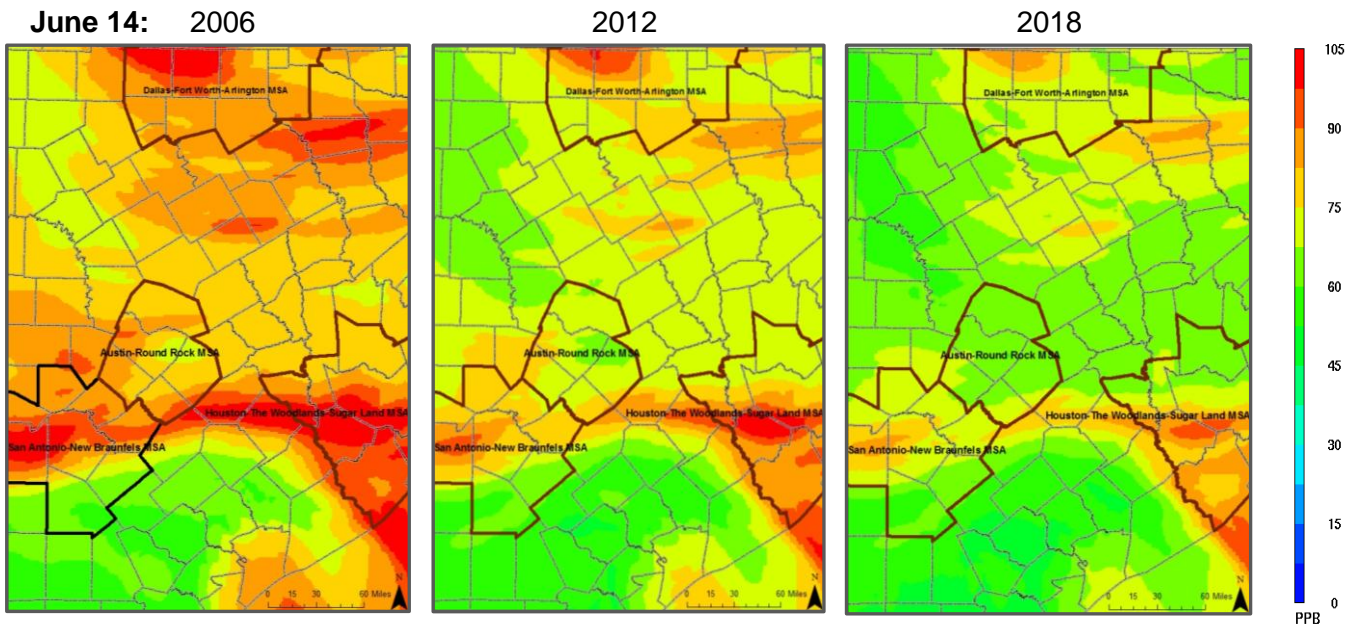 June 14: 2006 2012 2018
Dallas-Fort Worth-Arlington MSA
Austin-Round Rock MSA
Houston-The Woodlands-Sugar Land MSA
San Antonio-New Braunfels MSA
N
0 15 30 60 Miles
Dallas-Fort Worth-Arlington MSA
Austin-Round Rock MSA
Houston-The Woodlands-Sugar Land MSA
San Antonio-New Braunfels MSA
N
0 15 30 60 Miles
Dallas-Fort Worth-Arlington MSA
Austin-Round Rock MSA
Houston-The Woodlands-Sugar Land MSA
San Antonio-New Braunfels MSA
N
0 15 30 60 Miles
105
90
75
60
45
30
15
0
PPB